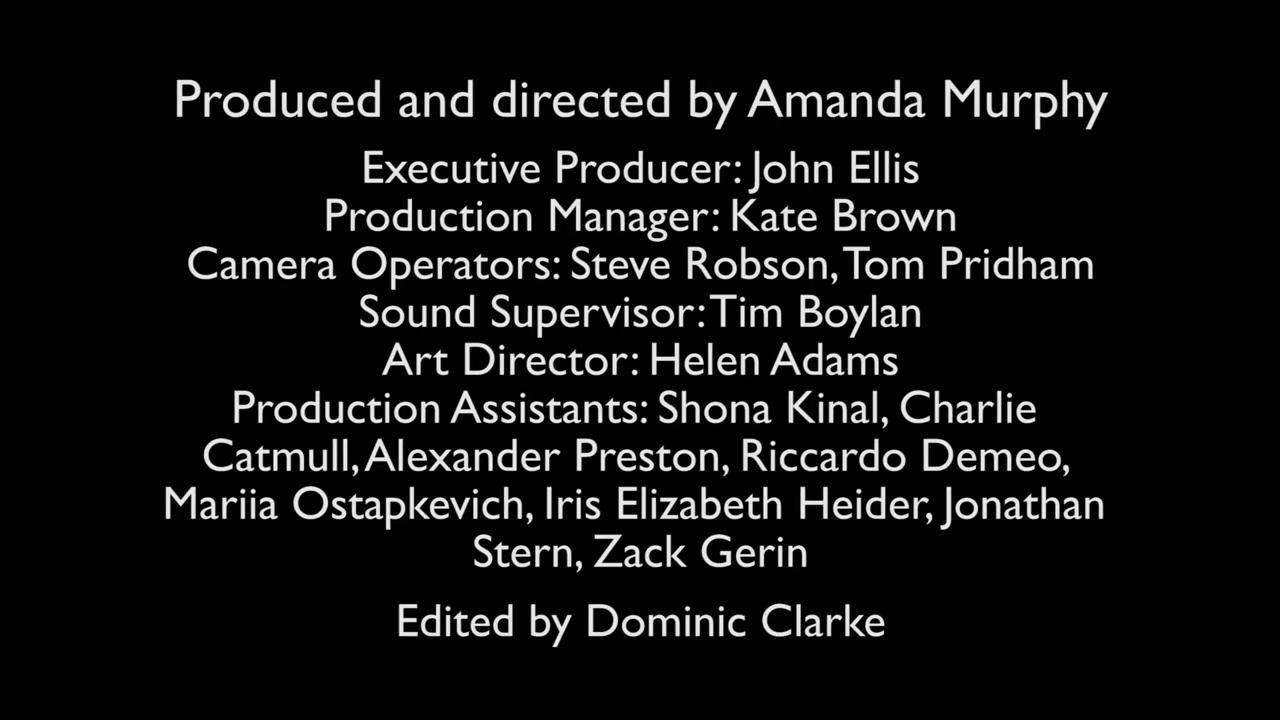 Produced and directed by Amanda Murphy
Executive Producer: John Ellis
Production Manager: Kate Brown
Camera Operators: Steve Robson, Tom Pridham
Sound Supervisor: Tim Boylan
Art Director: Helen Adams
Production Assistants: Shona Kinal, Charlie
Catmull, Alexander Preston, Riccardo Demeo,
Mariia Ostapkevich, Iris Elizabeth Heider, Jonathan
Stern, Zack Gerin
Edited by Dominic Clarke